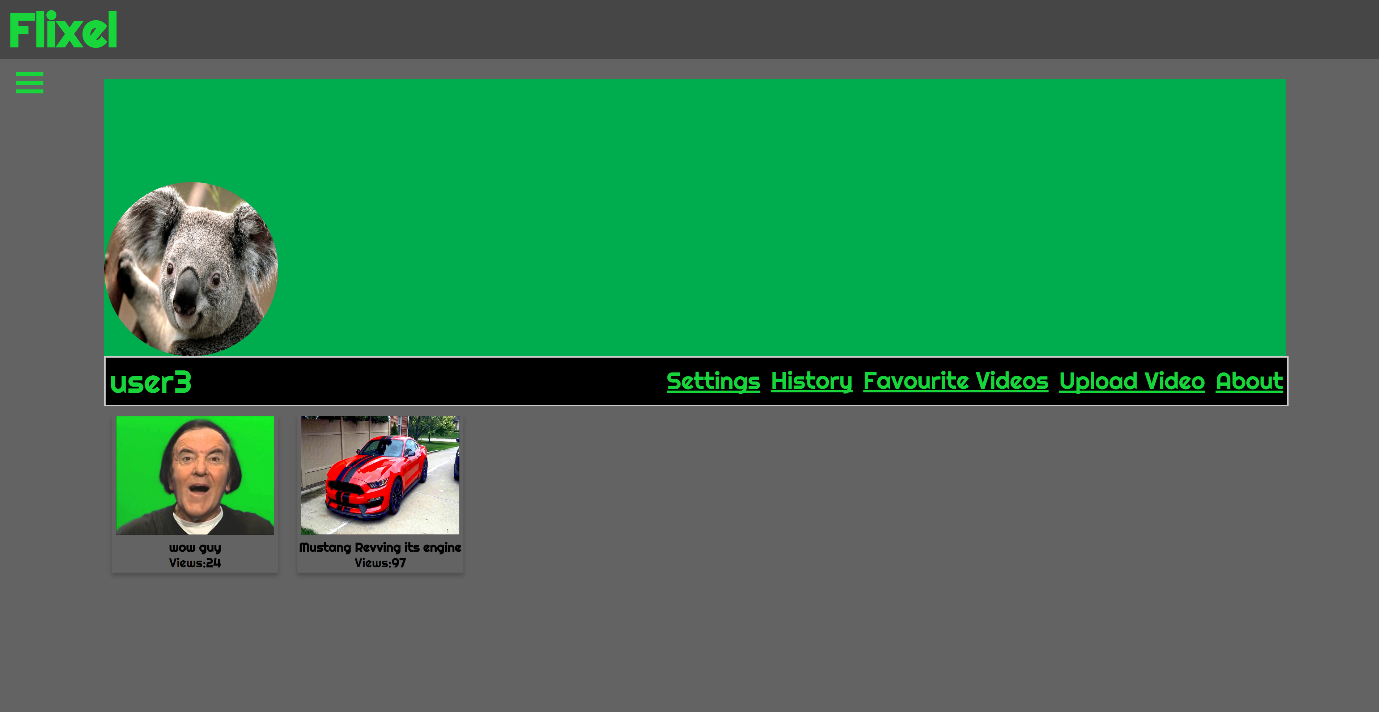 Flixel
user3 Settings History Favourite Videos Upload Video About
wow guy
Views:24
Mustang Revving its engine
Views:97